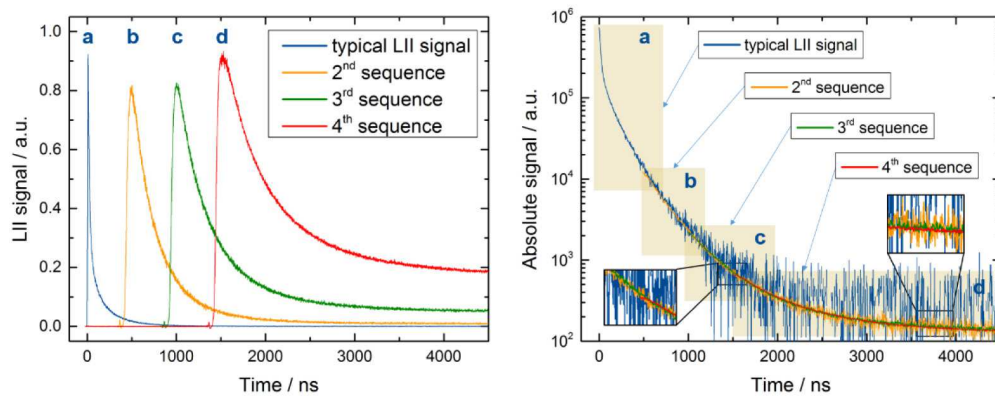 LII signal / a.u.
1.0
0.8
0.6
0.4
0.2
0.0
a b c d
typical LII signal
2nd sequence
3rd sequence
4th sequence
0 1000 2000 3000 4000
Time / ns
Absolute signal / a.u.
10^6
10^5
10^4
10^3
10^2
a
typical LII signal
2nd sequence
b
3rd sequence
4th sequence
c
d
0 1000 2000 3000 4000
Time / ns